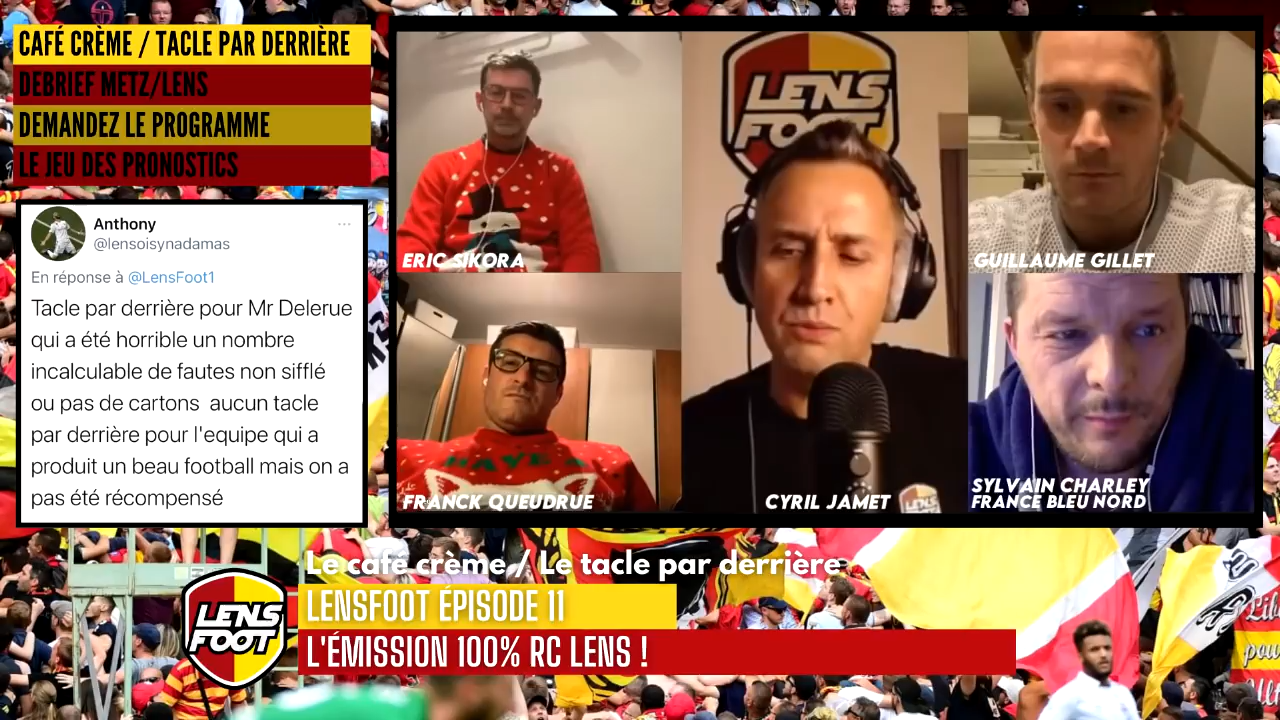 CAFÉ CRÈME / TACLE PAR DERRIÈRE
DEBRIEF METZ/LENS
DEMANDEZ LE PROGRAMME
LE JEU DES PRONOSTICS
Anthony
@lensoisynadamas
En réponse à @LensFoot1
Tacle par derrière pour Mr Delerue
qui a été horrible un nombre
incalculable de fautes non sifflé
ou pas de cartons aucun tacle
par derrière pour l'equipe qui a
produit un beau football mais on a
pas été récompensé
LENS
FOOT
ERIC SIKORA
GUILLAUME GILLET
FRANCK QUEUDRUE
CYRIL JAMET
LENS
FOOT
SYLVAIN CHARLEY
FRANCE BLEU NORD
Le café crème / Le tacle par derrière
LENSFOOT ÉPISODE 11
L'ÉMISSION 100% RC LENS !
LENS
FOOT
pou